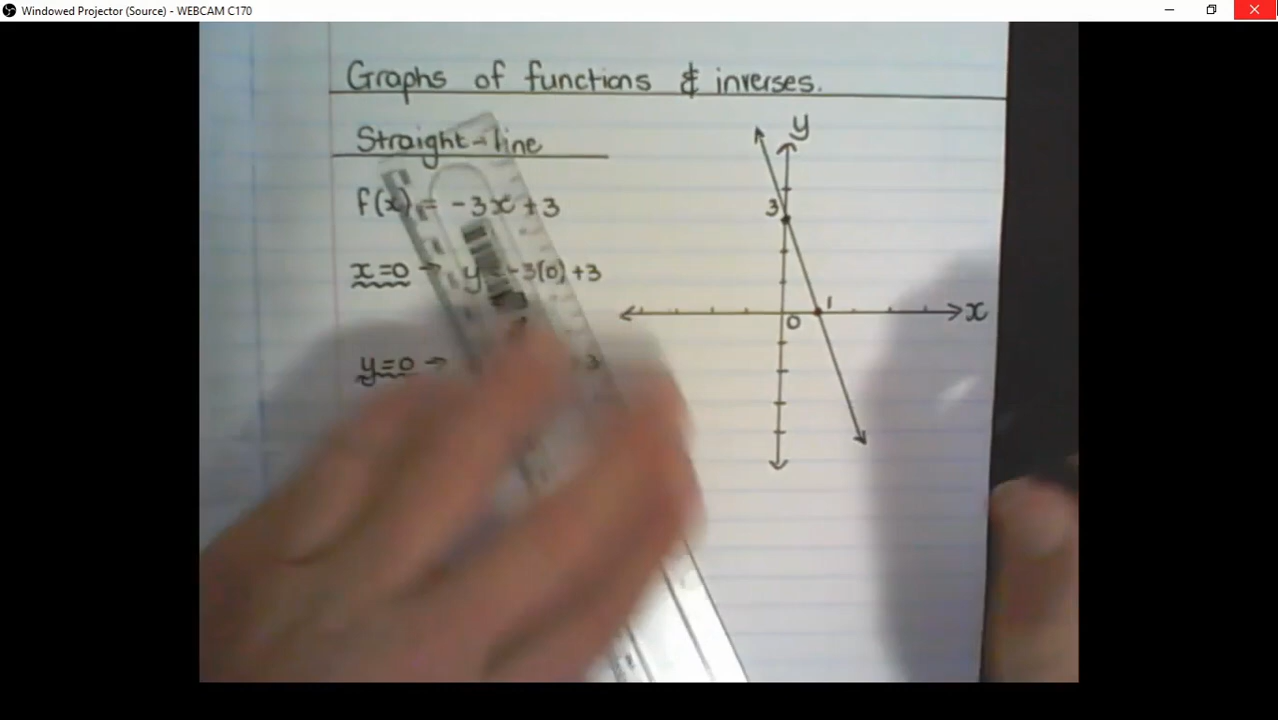 Windowed Projector (Source) - WEBCAM C170
Graphs of functions & inverses.
Straight-line
f(x) = -3x + 3
x=0 → y = -3(0) +3
y=0 → 3
y
3
1
0
x